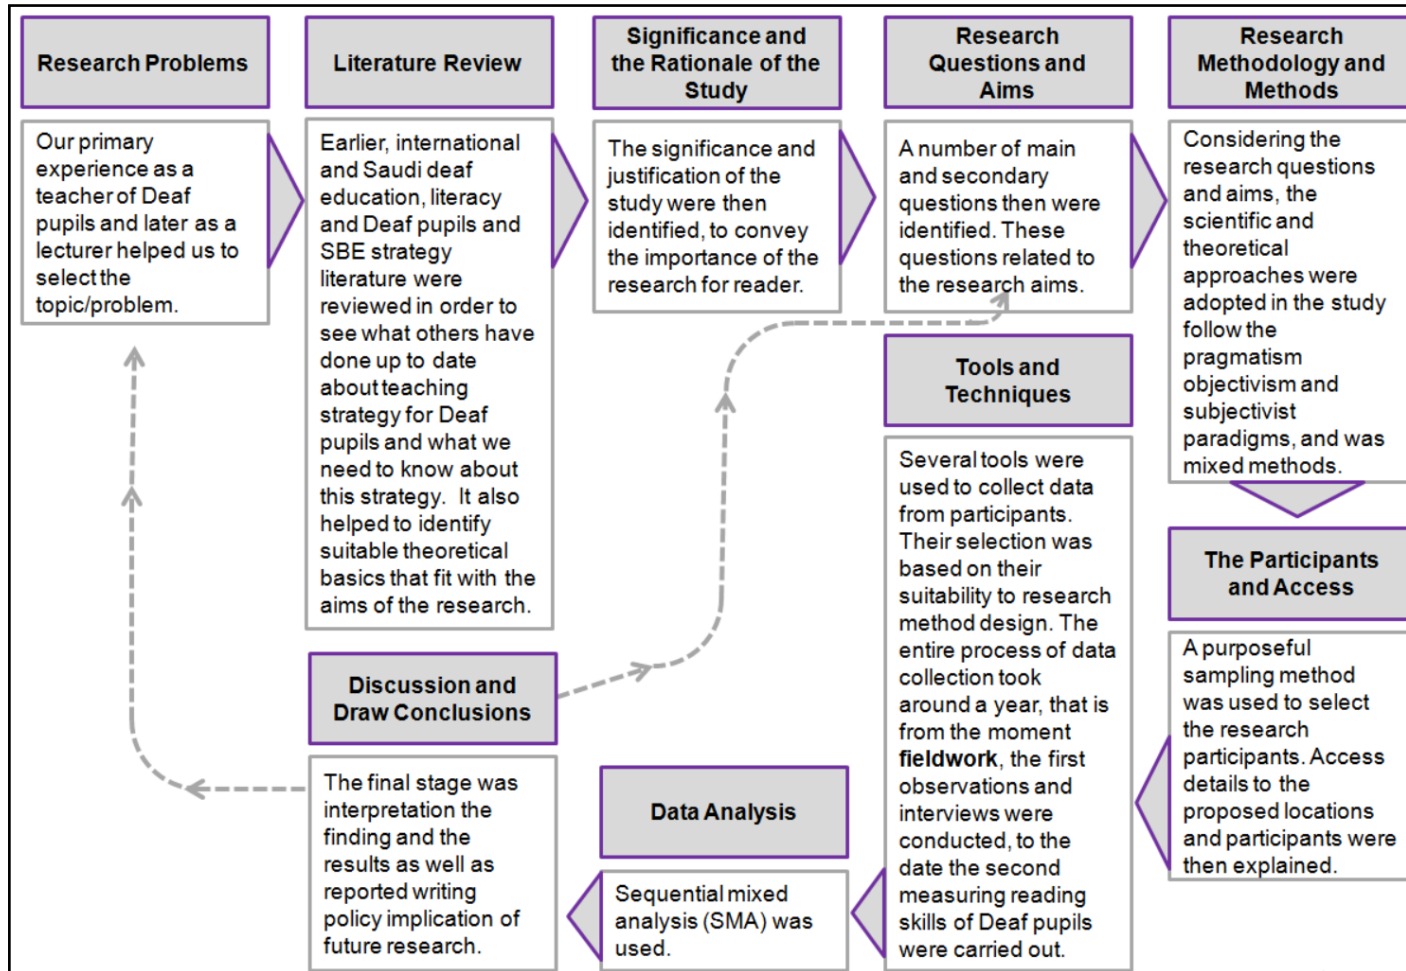 Research Problems
Our primary
experience as a
teacher of Deaf
pupils and later as a
lecturer helped us to
select the
topic/problem.
Literature Review
Earlier, international
and Saudi deaf
education, literacy
and Deaf pupils and
SBE strategy
literature were
reviewed in order to
see what others have
done up to date
about teaching
strategy for Deaf
pupils and what we
need to know about
this strategy. It also
helped to identify
suitable theoretical
basics that fit with the
aims of the research.
Significance and
the Rationale of the
Study
The significance and
justification of the
study were then
identified, to convey
the importance of the
research for reader.
Research
Questions and
Aims
A number of main
and secondary
questions then were
identified. These
questions related to
the research aims.
Research
Methodology and
Methods
Considering the
research questions
and aims, the
scientific and
theoretical
approaches were
adopted in the study
follow the
pragmatism
objectivism and
subjectivist
paradigms, and was
mixed methods.
The Participants
and Access
A purposeful
sampling method
was used to select
the research
participants. Access
details to the
proposed locations
and participants were
then explained.
Tools and
Techniques
Several tools were
used to collect data
from participants.
Their selection was
based on their
suitability to research
method design. The
entire process of data
collection took
around a year, that is
from the moment
fieldwork, the first
observations and
interviews were
conducted, to the
date the second
measuring reading
skills of Deaf pupils
were carried out.
Data Analysis
Sequential mixed
analysis (SMA) was
used.
Discussion and
Draw Conclusions
The final stage was
interpretation the
finding and the
results as well as
reported writing
policy implication of
future research.